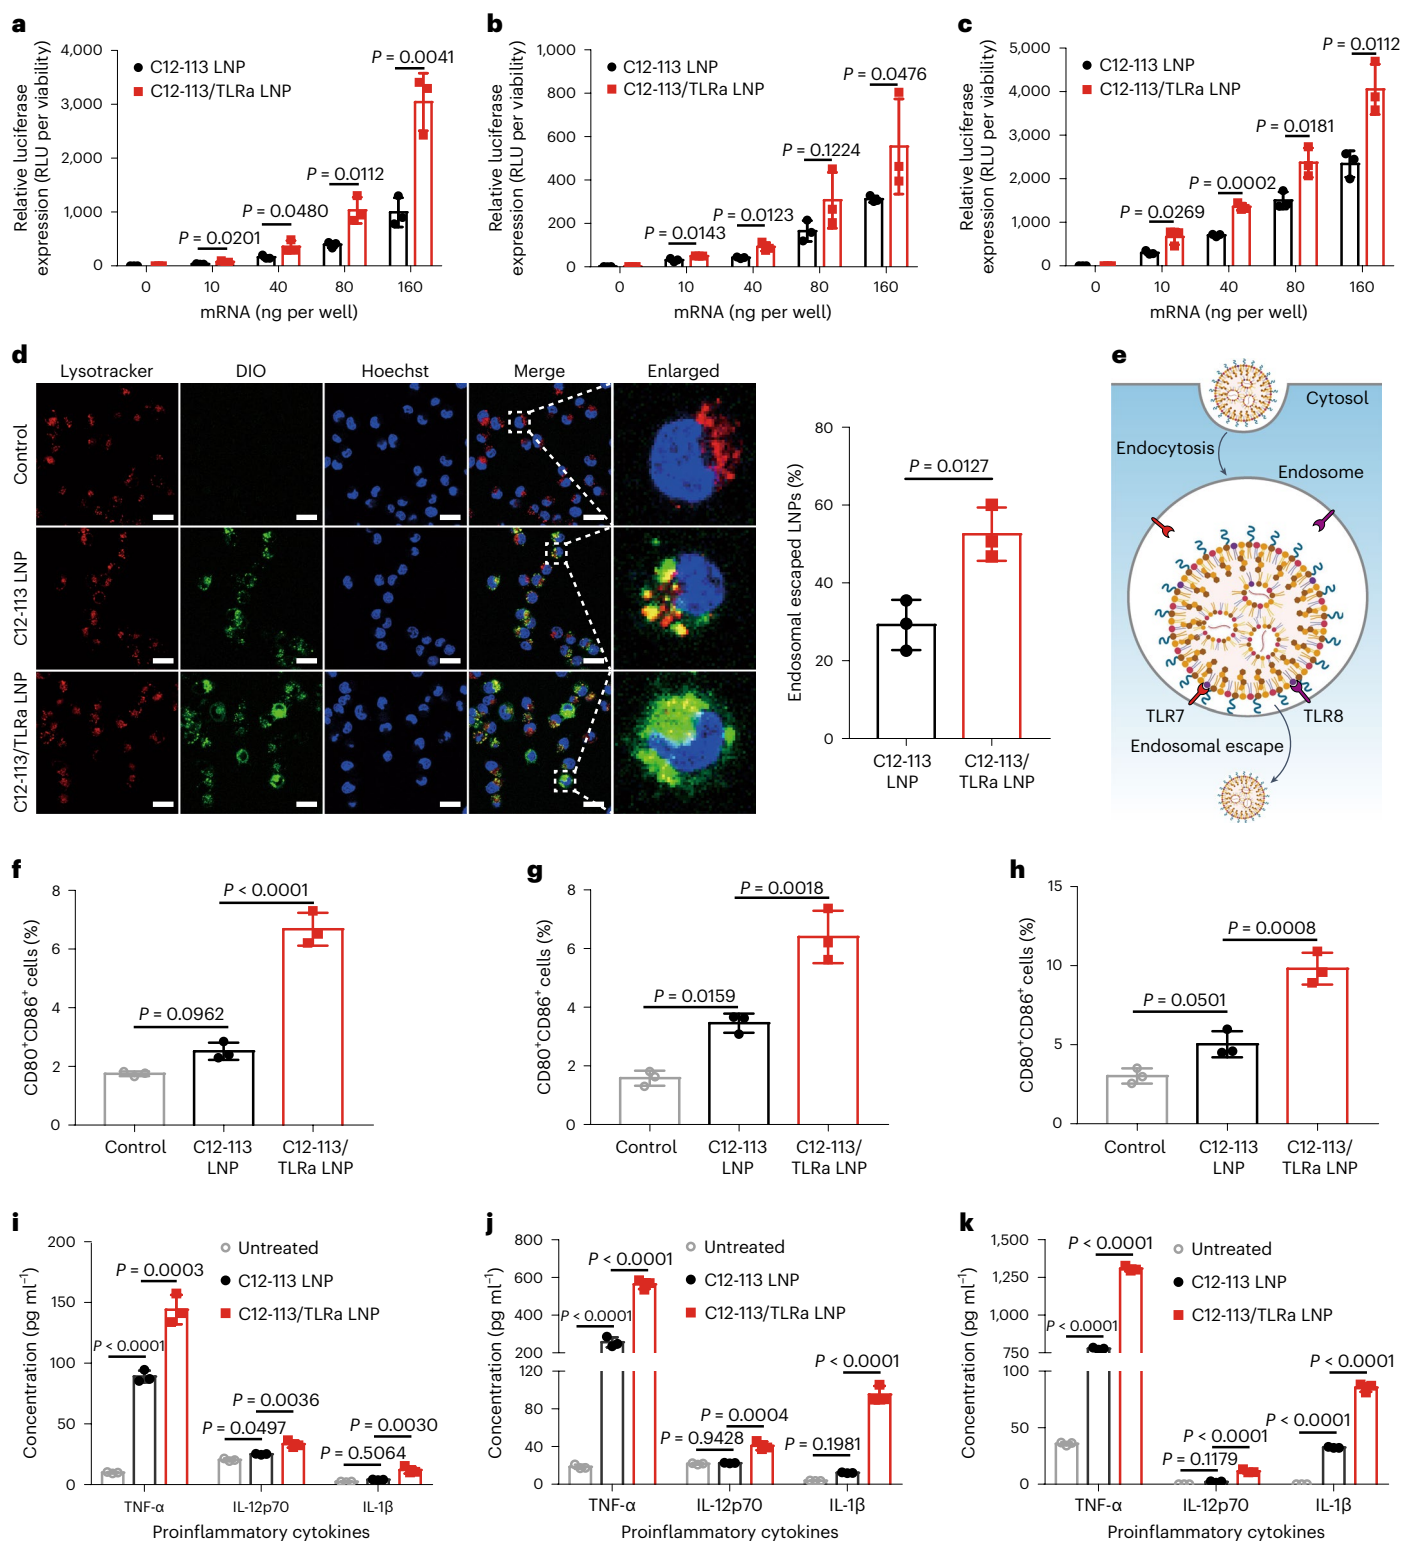 a
Relative luciferase
expression (RLU per viability)
4,000
3,000
2,000
1,000
0
C12-113 LNP
C12-113/TLRa LNP
P = 0.0201
P = 0.0480
P = 0.0112
P = 0.0041
0
10
40
80
160
mRNA (ng per well)
b
Relative luciferase
expression (RLU per viability)
1,000
800
600
400
200
0
C12-113 LNP
C12-113/TLRa LNP
P = 0.0143
P = 0.0123
P = 0.1224
P = 0.0476
0
10
40
80
160
mRNA (ng per well)
c
Relative luciferase
expression (RLU per viability)
5,000
4,000
3,000
2,000
1,000
0
C12-113 LNP
C12-113/TLRa LNP
P = 0.0269
P = 0.0002
P = 0.0181
P = 0.0112
0
10
40
80
160
mRNA (ng per well)
d
Lysotracker
DIO
Hoechst
Merge
Enlarged
Control
C12-113 LNP
C12-113/TLRa LNP
Endosomal escaped LNPs (%)
80
60
40
20
0
P = 0.0127
C12-113
LNP
C12-113/
TLRa LNP
e
Cytosol
Endocytosis
Endosome
TLR7
TLR8
Endosomal escape
f
CD80⁺CD86⁺ cells (%)
8
6
4
2
0
P = 0.0962
P < 0.0001
Control
C12-113
LNP
C12-113/
TLRa LNP
g
CD80⁺CD86⁺ cells (%)
8
6
4
2
0
P = 0.0159
P = 0.0018
Control
C12-113
LNP
C12-113/
TLRa LNP
h
CD80⁺CD86⁺ cells (%)
15
10
5
0
P = 0.0501
P = 0.0008
Control
C12-113
LNP
C12-113/
TLRa LNP
i
Concentration (pg ml⁻¹)
200
150
100
50
0
Untreated
C12-113 LNP
C12-113/TLRa LNP
P < 0.0001
P = 0.0003
P = 0.0497
P = 0.0036
P = 0.5064
P = 0.0030
TNF-α
IL-12p70
IL-1β
Proinflammatory cytokines
j
Concentration (pg ml⁻¹)
800
600
400
200
120
80
40
0
Untreated
C12-113 LNP
C12-113/TLRa LNP
P < 0.0001
P < 0.0001
P = 0.9428
P = 0.0004
P = 0.1981
P < 0.0001
TNF-α
IL-12p70
IL-1β
Proinflammatory cytokines
k
Concentration (pg ml⁻¹)
1,500
1,250
1,000
750
100
50
0
Untreated
C12-113 LNP
C12-113/TLRa LNP
P < 0.0001
P < 0.0001
P = 0.1179
P < 0.0001
P < 0.0001
P < 0.0001
TNF-α
IL-12p70
IL-1β
Proinflammatory cytokines